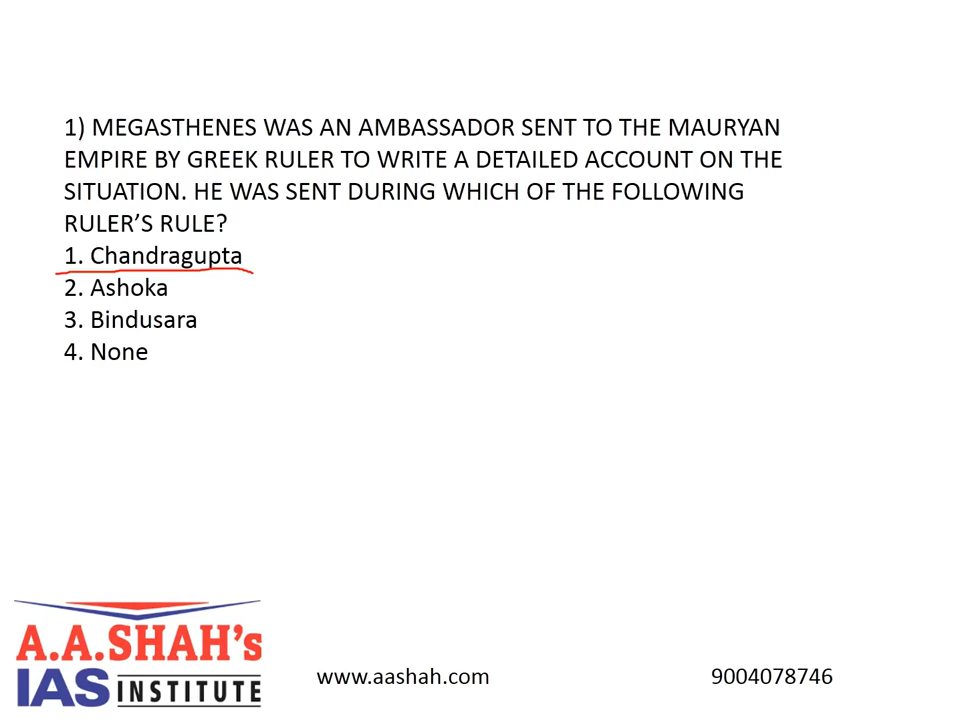 1) MEGASTHENES WAS AN AMBASSADOR SENT TO THE MAURYAN
EMPIRE BY GREEK RULER TO WRITE A DETAILED ACCOUNT ON THE
SITUATION. HE WAS SENT DURING WHICH OF THE FOLLOWING
RULER’S RULE?
1. Chandragupta
2. Ashoka
3. Bindusara
4. None
A.A.SHAH's
IAS INSTITUTE
www.aashah.com 9004078746